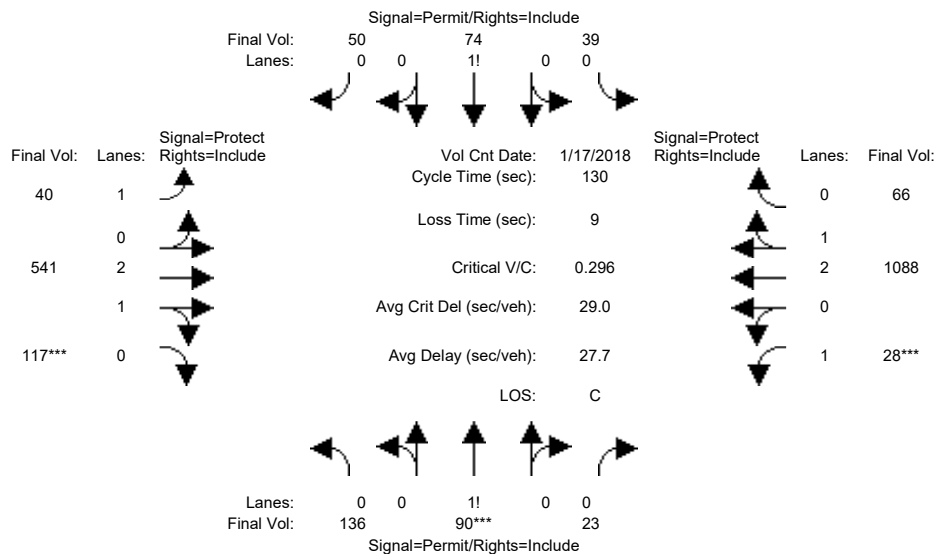 Signal=Permit/Rights=Include
Final Vol: 50 74 39
Lanes: 0 0 1! 0 0
Signal=Protect Signal=Protect
Final Vol: Lanes: Rights=Include Vol Cnt Date: 1/17/2018 Rights=Include Lanes: Final Vol:
Cycle Time (sec): 130
40 1 0 66
Loss Time (sec): 9
0 1
541 2 Critical V/C: 0.296 2 1088
1 Avg Crit Del (sec/veh): 29.0 0
117*** 0 Avg Delay (sec/veh): 27.7 1 28***
LOS: C
Lanes: 0 0 1! 0 0
Final Vol: 136 90*** 23
Signal=Permit/Rights=Include